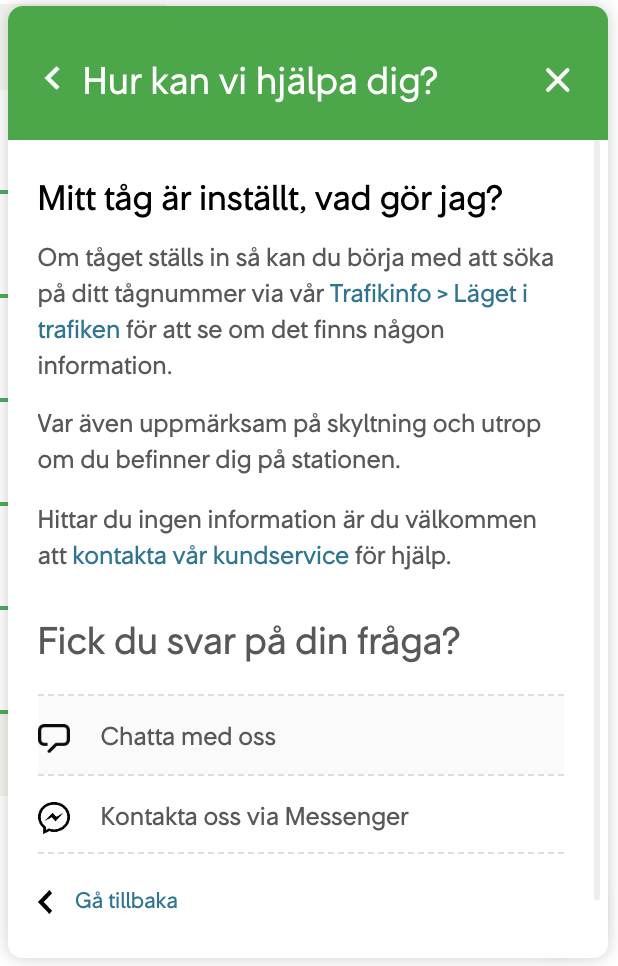 Hur kan vi hjälpa dig?
Mitt tåg är inställt, vad gör jag?
Om tåget ställs in så kan du börja med att söka
på ditt tågnummer via vår Trafikinfo > Läget i
trafiken för att se om det finns någon
information.
Var även uppmärksam på skyltning och utrop
om du befinner dig på stationen.
Hittar du ingen information är du välkommen
att kontakta vår kundservice för hjälp.
Fick du svar på din fråga?
Chatta med oss
Kontakta oss via Messenger
Gå tillbaka